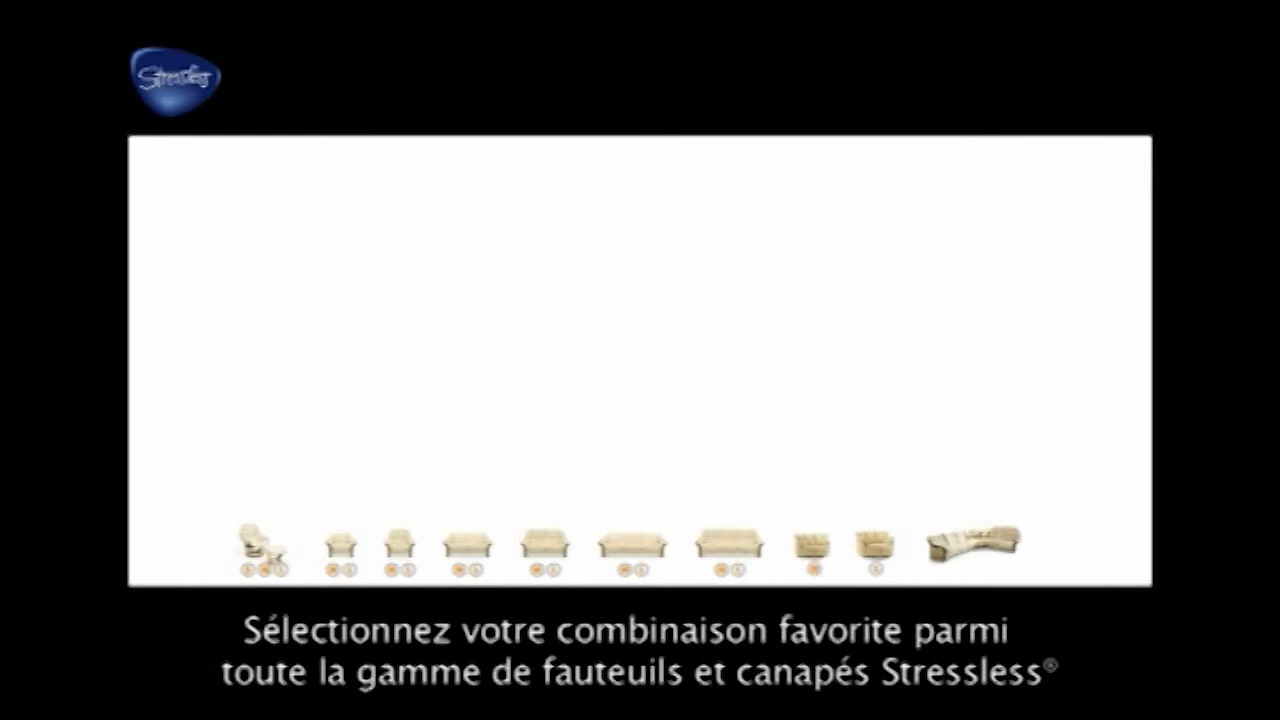 Stressless
Sélectionnez votre combinaison favorite parmi
toute la gamme de fauteuils et canapés Stressless®